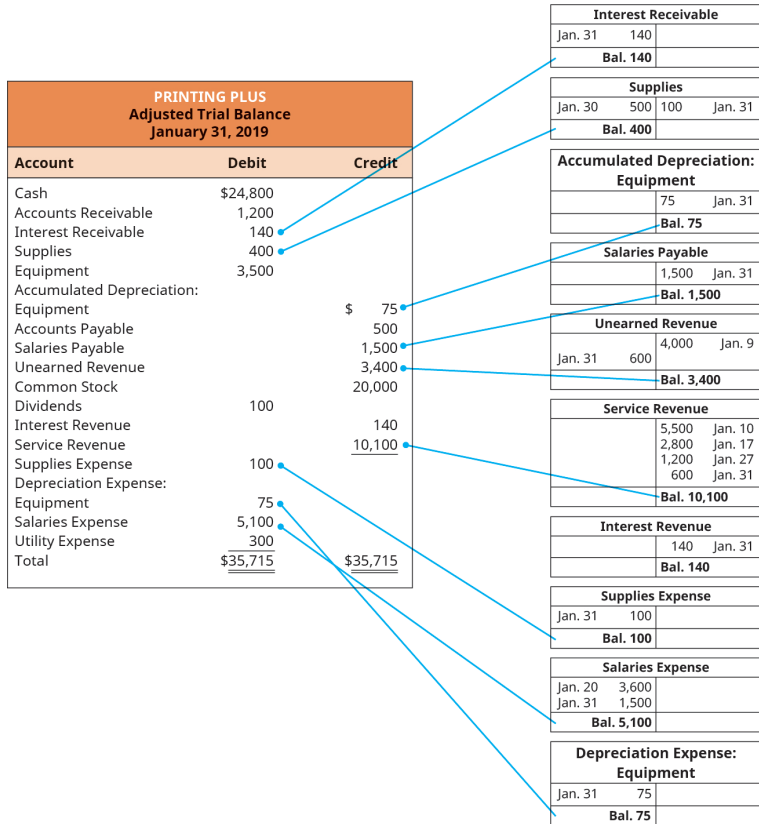 PRINTING PLUS
Adjusted Trial Balance
January 31, 2019
Account Debit Credit
Cash $24,800
Accounts Receivable 1,200
Interest Receivable 140
Supplies 400
Equipment 3,500
Accumulated Depreciation:
Equipment $ 75
Accounts Payable 500
Salaries Payable 1,500
Unearned Revenue 3,400
Common Stock 20,000
Dividends 100
Interest Revenue 140
Service Revenue 10,100
Supplies Expense 100
Depreciation Expense:
Equipment 75
Salaries Expense 5,100
Utility Expense 300
Total $35,715 $35,715
Interest Receivable
Jan. 31 140
Bal. 140
Supplies
Jan. 30 500 100 Jan. 31
Bal. 400
Accumulated Depreciation:
Equipment
75 Jan. 31
Bal. 75
Salaries Payable
1,500 Jan. 31
Bal. 1,500
Unearned Revenue
4,000 Jan. 9
Jan. 31 600
Bal. 3,400
Service Revenue
5,500 Jan. 10
2,800 Jan. 17
1,200 Jan. 27
600 Jan. 31
Bal. 10,100
Interest Revenue
140 Jan. 31
Bal. 140
Supplies Expense
Jan. 31 100
Bal. 100
Salaries Expense
Jan. 20 3,600
Jan. 31 1,500
Bal. 5,100
Depreciation Expense:
Equipment
Jan. 31 75
Bal. 75